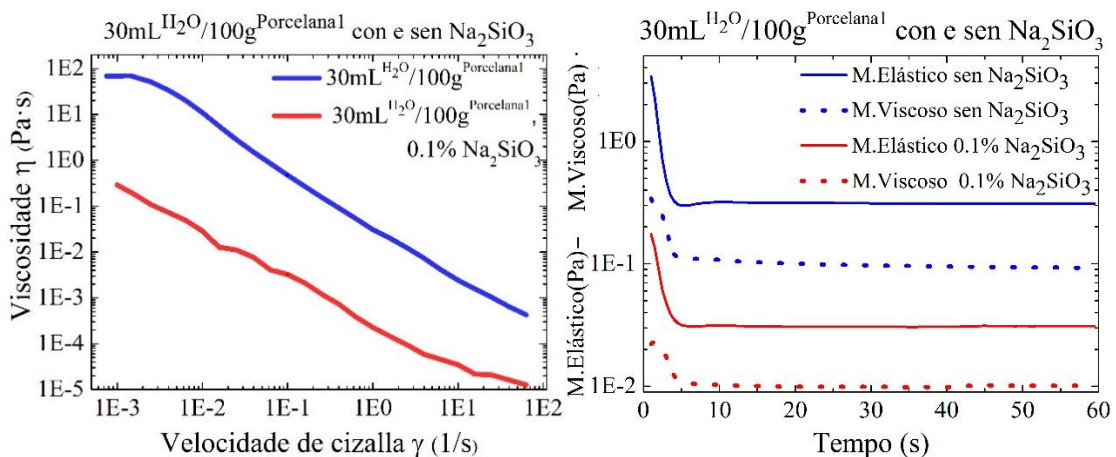 30mL^H₂O/100g^Porcelana1 con e sen Na₂SiO₃
1E2
1E1
1E0
1E-1
1E-2
1E-3
1E-4
1E-5
Viscosidade η (Pa·s)
30mL^H₂O/100g^Porcelana1
30mL^H₂O/100g^Porcelana1,
0.1% Na₂SiO₃
1E-3 1E-2 1E-1 1E0 1E1 1E2
Velocidade de cizalla γ (1/s)
30mL^H₂O/100g^Porcelana1 con e sen Na₂SiO₃
M.Elástico(Pa)– M.Viscoso(Pa)
1E0
1E-1
1E-2
M.Elástico sen Na₂SiO₃
M.Viscoso sen Na₂SiO₃
M.Elástico 0.1% Na₂SiO₃
M.Viscoso 0.1% Na₂SiO₃
0 10 20 30 40 50 60
Tempo (s)